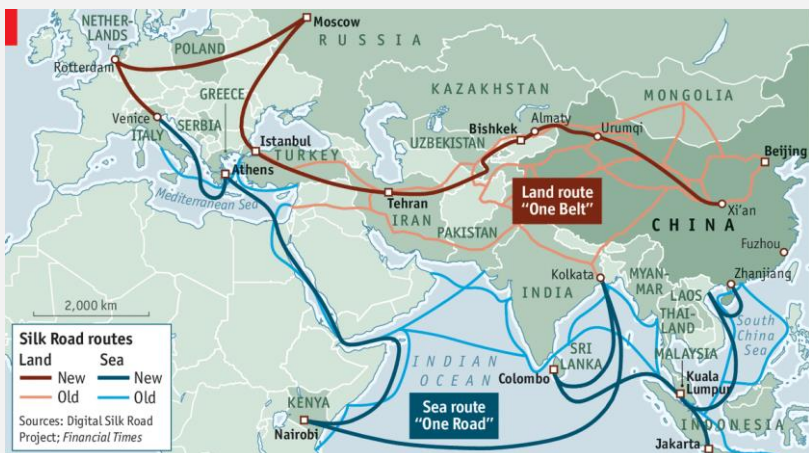 NETHER-
LANDS
Moscow
RUSSIA
POLAND
Rotterdam
KAZAKHSTAN
MONGOLIA
GREECE
Venice
ITALY
SERBIA
Istanbul
TURKEY
UZBEKISTAN
Bishkek
Almaty
Urumqi
Beijing
Athens
Mediterranean Sea
Tehran
IRAN
Land route
"One Belt"
Xi'an
PAKISTAN
CHINA
Fuzhou
2,000 km
Kolkata
INDIA
MYAN-
MAR
LAOS
Zhanjiang
THAI-
LAND
South
China
Sea
Silk Road routes
Land
Sea
New
New
Old
Old
Sources: Digital Silk Road
Project; Financial Times
INDIAN
OCEAN
SRI
LANKA
Colombo
MALAYSIA
Kuala
Lumpur
KENYA
Nairobi
Sea route
"One Road"
INDONESIA
Jakarta